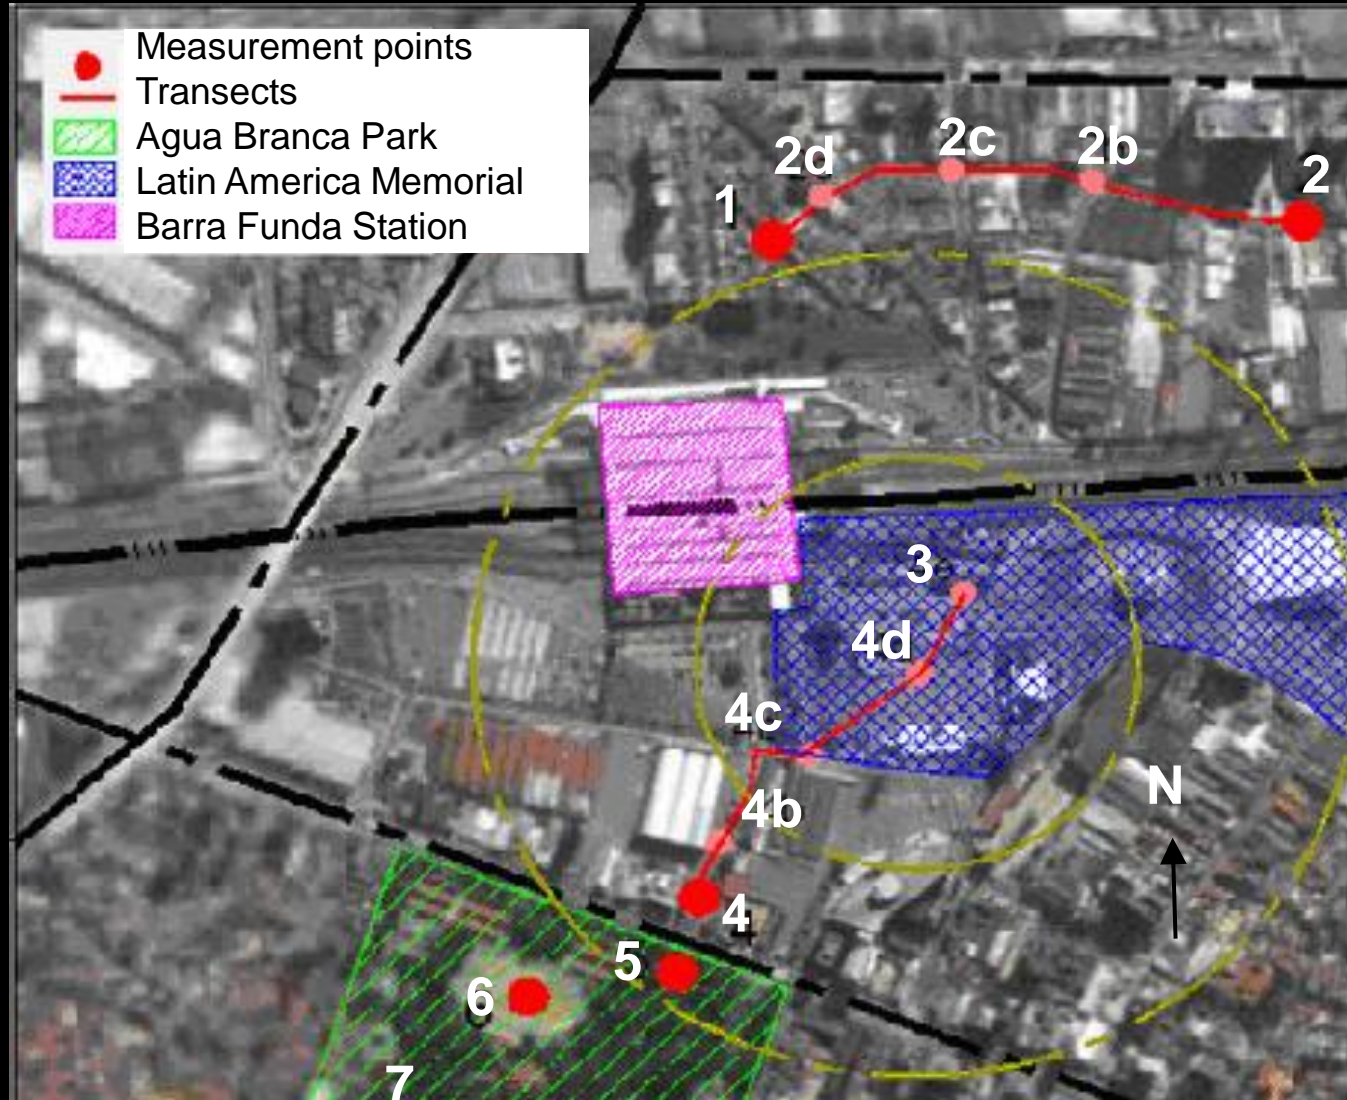 Measurement points
Transects
Agua Branca Park
Latin America Memorial
Barra Funda Station
2c
2b
2d
2
1
3
4d
4c
N
4b
4
5
6
7